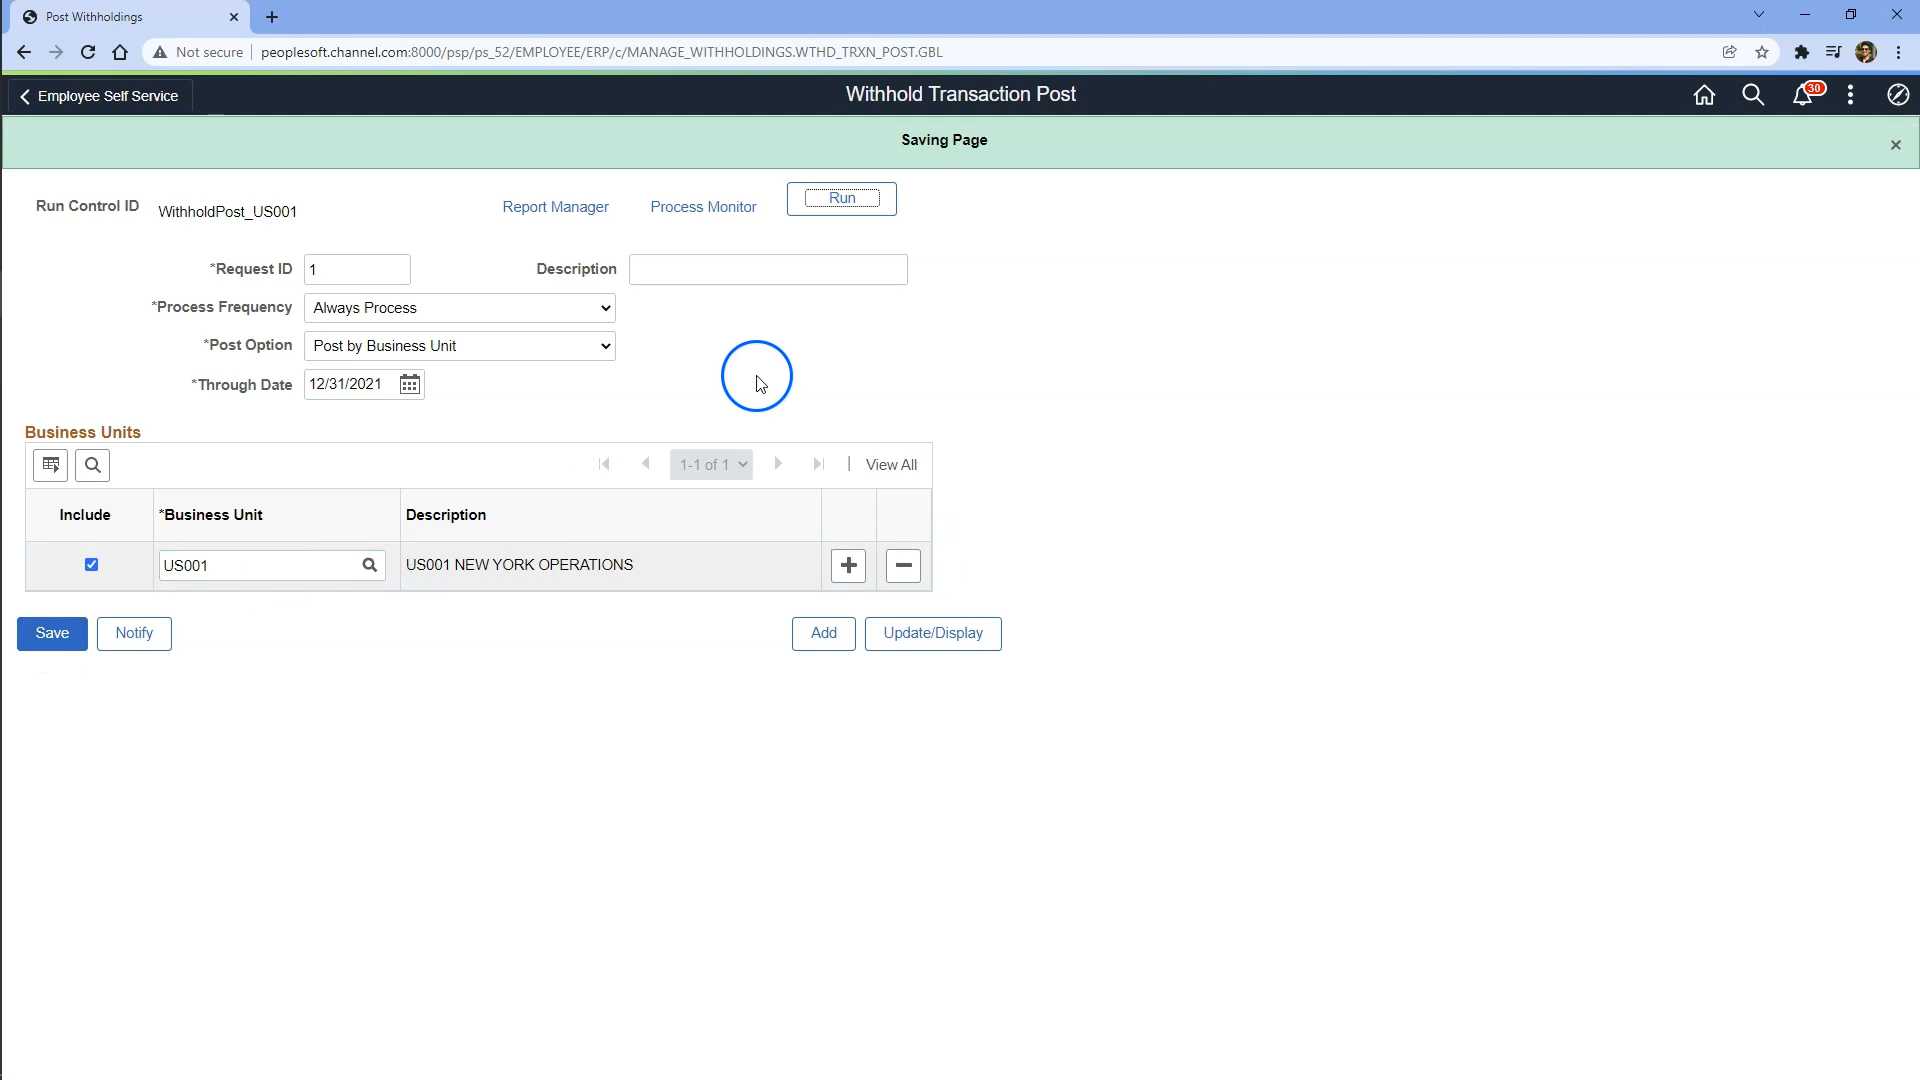 Post Withholdings
Not secure peoplesoft.channel.com:8000/psp/ps_52/EMPLOYEE/ERP/c/MANAGE_WITHHOLDINGS.WTHD_TRXN_POST.GBL
Employee Self Service Withhold Transaction Post 30
Saving Page
Run Control ID WithholdPost_US001 Report Manager Process Monitor Run
*Request ID 1 Description
*Process Frequency Always Process
*Post Option Post by Business Unit
*Through Date 12/31/2021
Business Units
1-1 of 1 | View All
Include *Business Unit Description
US001 US001 NEW YORK OPERATIONS
Save Notify Add Update/Display